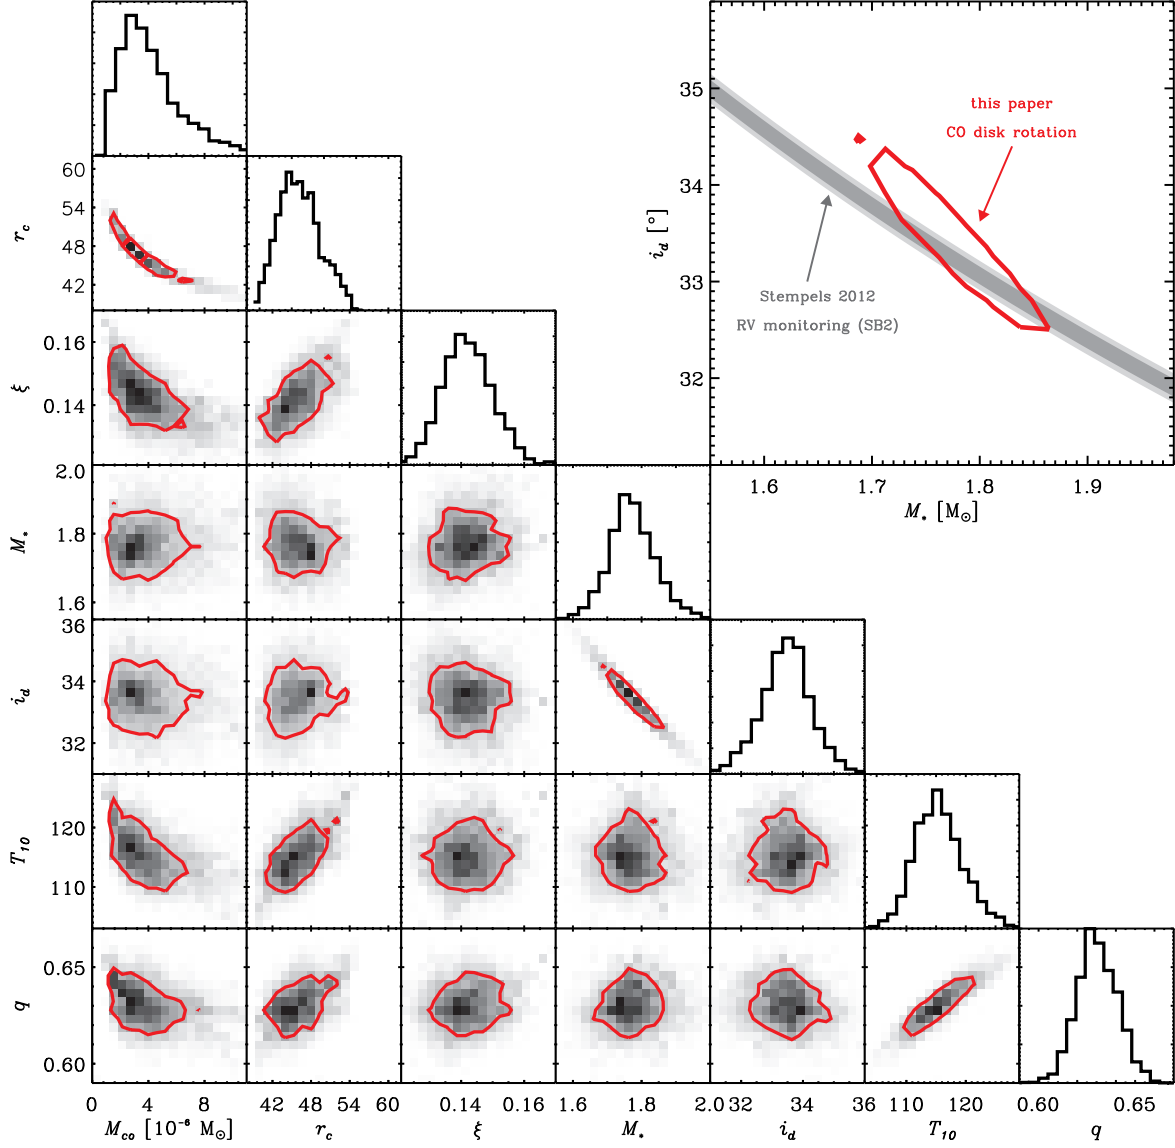 35
34
33
32
i_d [°]
this paper
CO disk rotation
Stempels 2012
RV monitoring (SB2)
1.6 1.7 1.8 1.9
M_* [M_⊙]
60
54
48
42
r_c
0.16
0.14
ξ
2.0
1.8
1.6
M_*
36
34
32
i_d
120
110
T_10
0.65
0.60
q
0 4 8 42 48 54 60 0.14 0.16 1.6 1.8 2.0 32 34 36 110 120 0.60 0.65
M_co [10⁻⁶ M_⊙] r_c ξ M_* i_d T_10 q